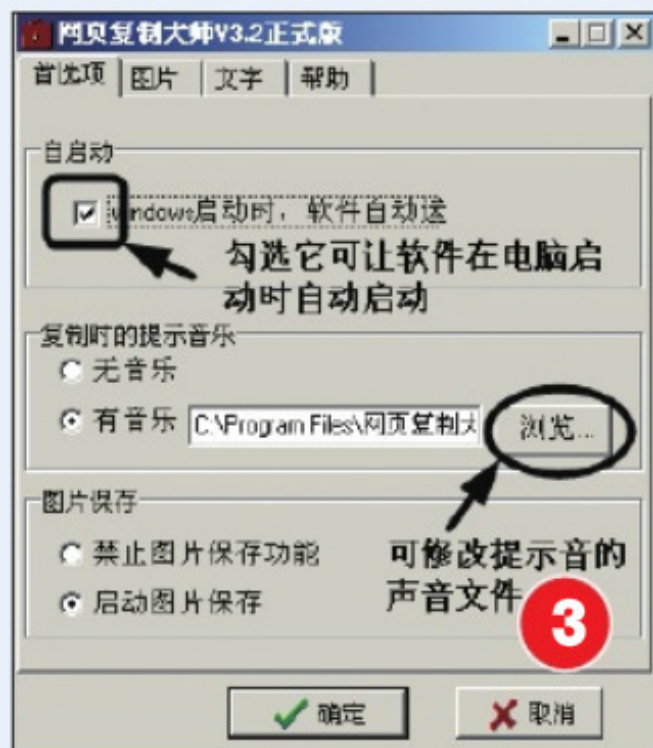 网页复制大师V3.2正式版
首选项 图片 文字 帮助
自启动
windows启动时，软件自动运
勾选它可让软件在电脑启
动时自动启动
复制时的提示音乐
无音乐
有音乐 C:\Program Files\网页复制大 浏览...
图片保存
禁止图片保存功能
启动图片保存
可修改提示音的
声音文件
3
确定 取消